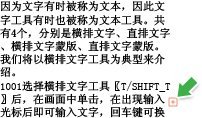 因为文字有时被称为文本，因此文
字工具有时也被称为文本工具。共
有4个，分别是横排文字、直排文字
、横排文字蒙版、直排文字蒙版。
我们将以横排文字工具为典型来介
绍。
1001选择横排文字工具〖T/SHIFT_T
〗后，在画面中单击，在出现输入
光标后即可输入文字，回车键可换